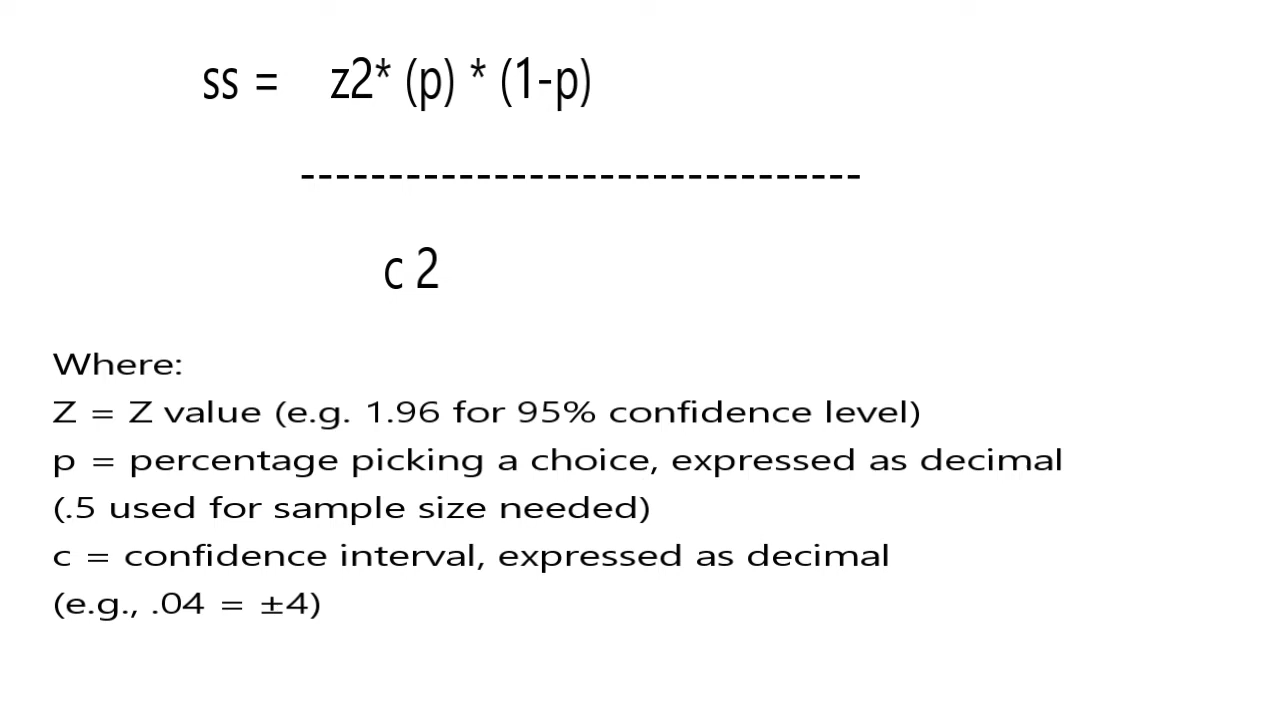 ss = z2* (p) * (1-p)
--------------------------------
c 2
Where:
Z = Z value (e.g. 1.96 for 95% confidence level)
p = percentage picking a choice, expressed as decimal
(.5 used for sample size needed)
c = confidence interval, expressed as decimal
(e.g., .04 = ±4)